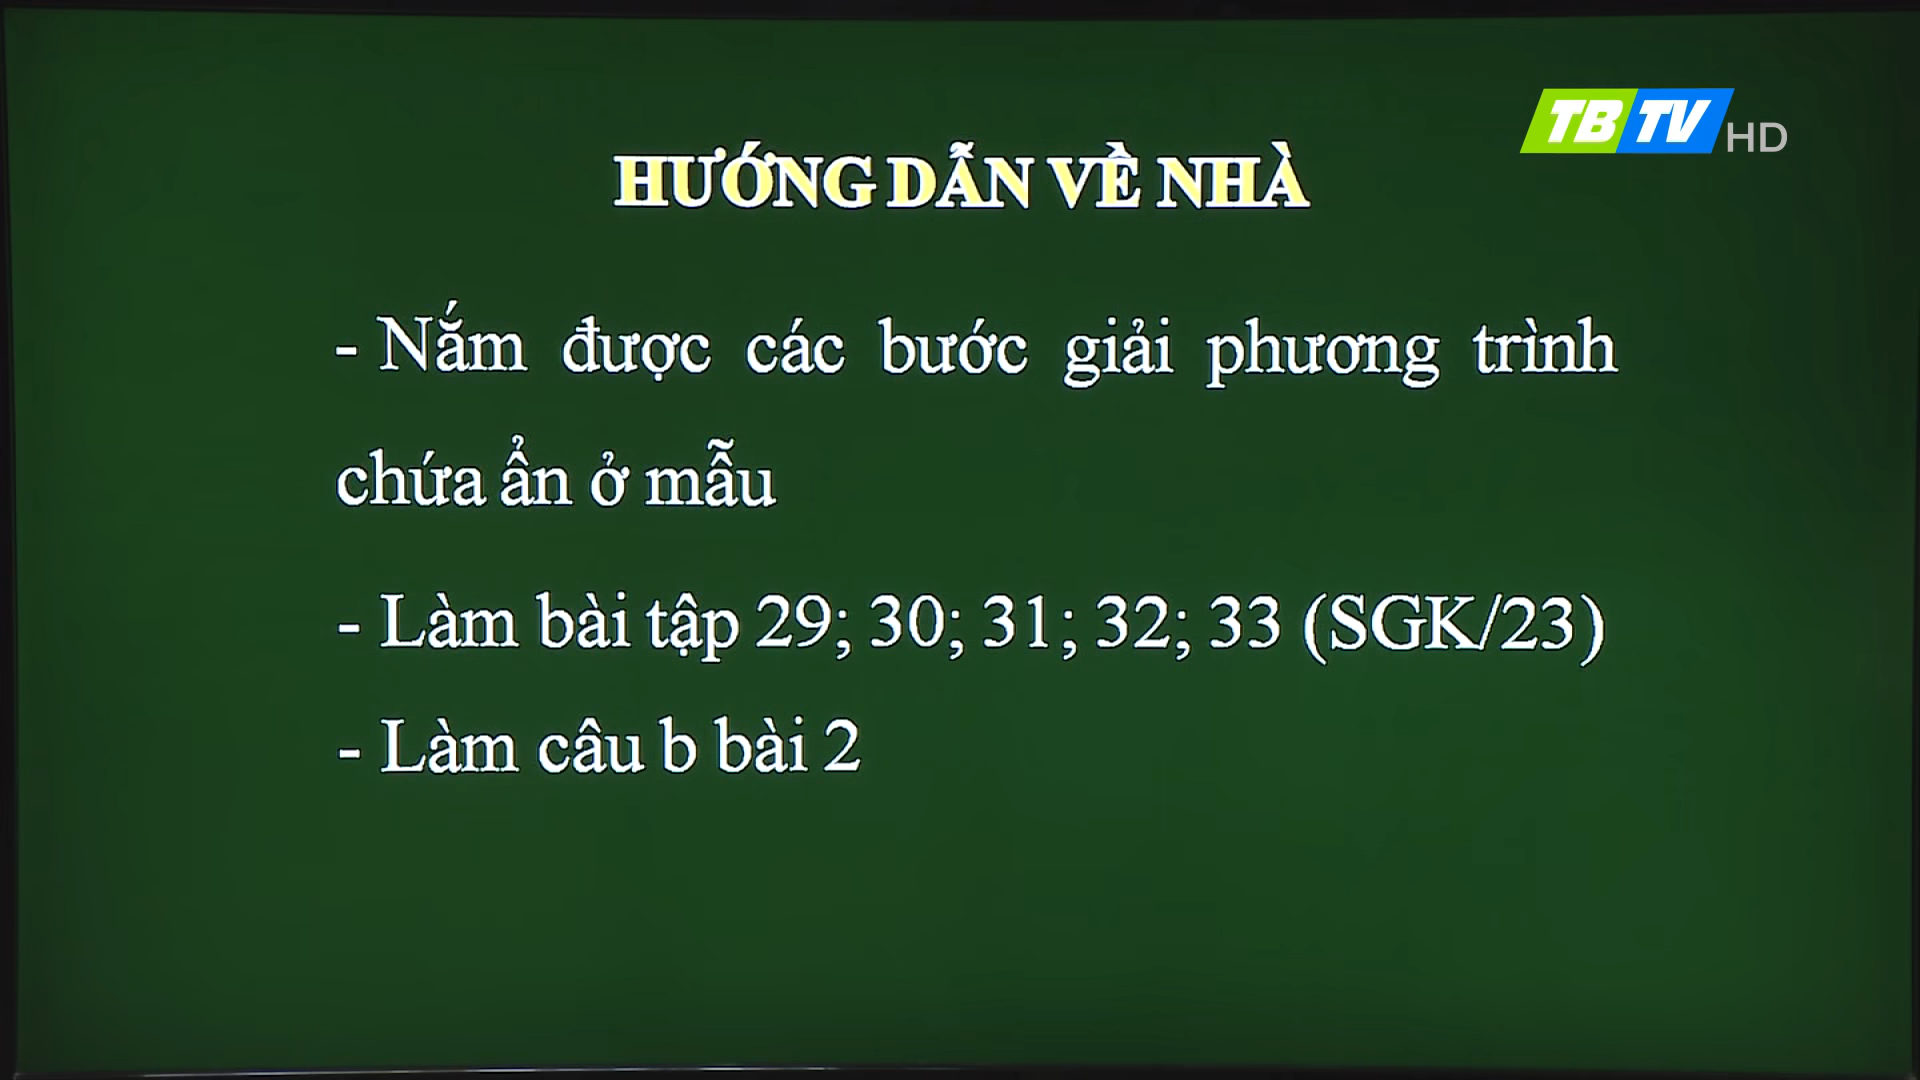 TBTV HD
HƯỚNG DẪN VỀ NHÀ
- Nắm được các bước giải phương trình
chứa ẩn ở mẫu
- Làm bài tập 29; 30; 31; 32; 33 (SGK/23)
- Làm câu b bài 2